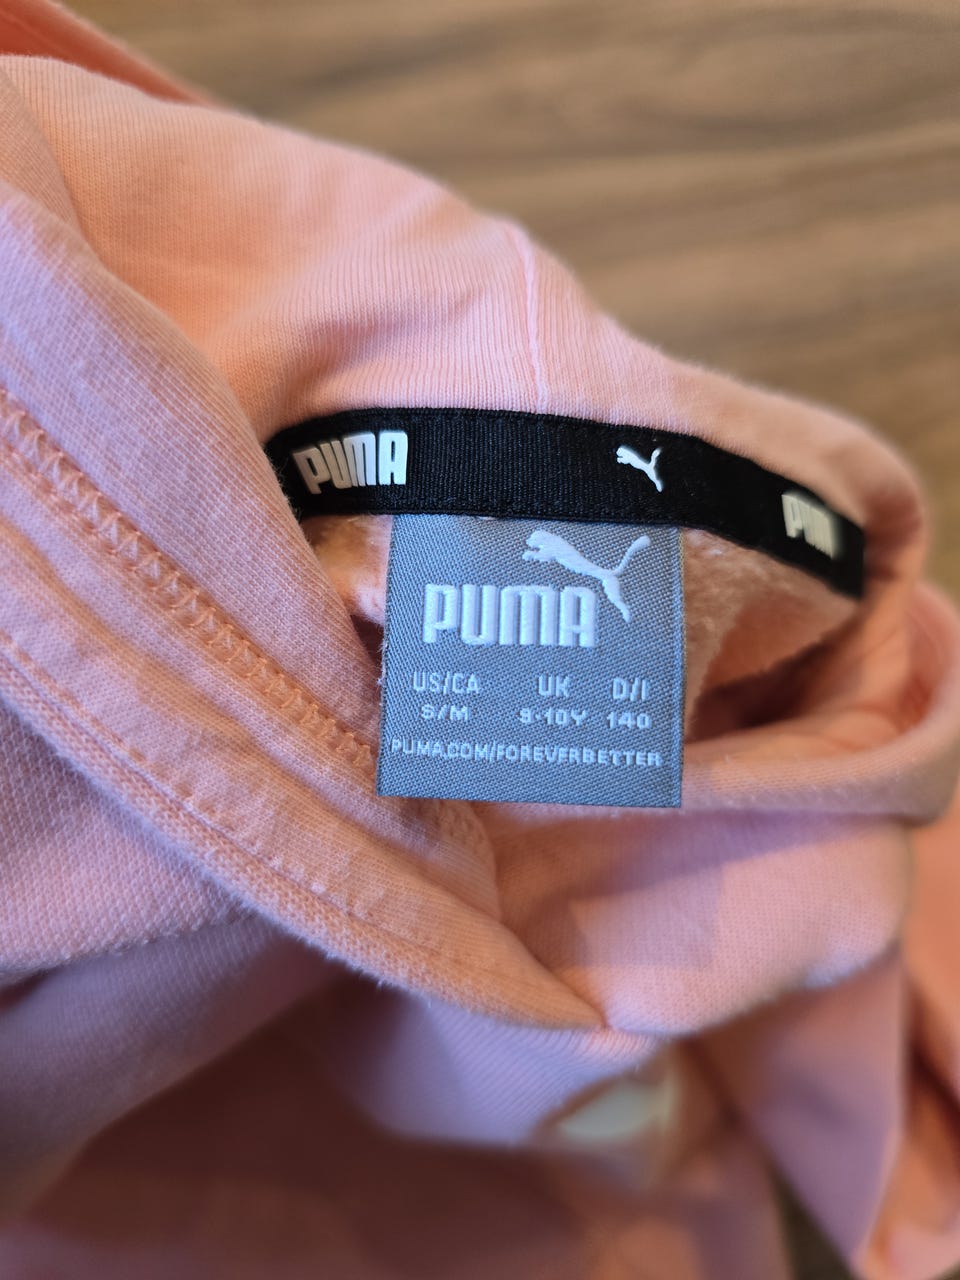 PUMA PUMA
PUMA
US/CA UK D/I
S/M 9-10Y 140
PUMA.COM/FOREVERBETTER